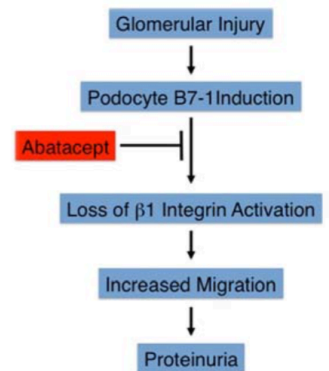 Glomerular Injury
Podocyte B7-1Induction
Abatacept
Loss of β1 Integrin Activation
Increased Migration
Proteinuria